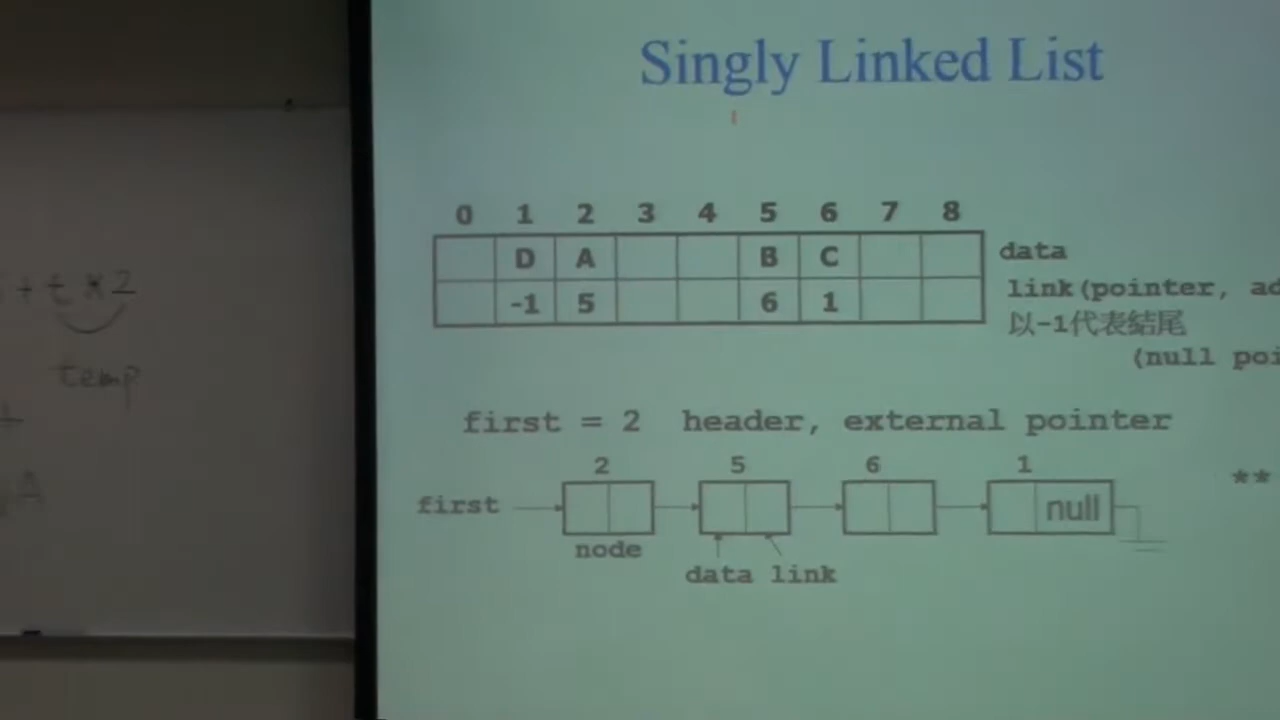 Singly Linked List
0 1 2 3 4 5 6 7 8
D A B C data
-1 5 6 1 link(pointer, ad
以-1代表結尾
(null poi
first = 2 header, external pointer
2 5 6 1
**
first null
node
data link
+t*2
temp